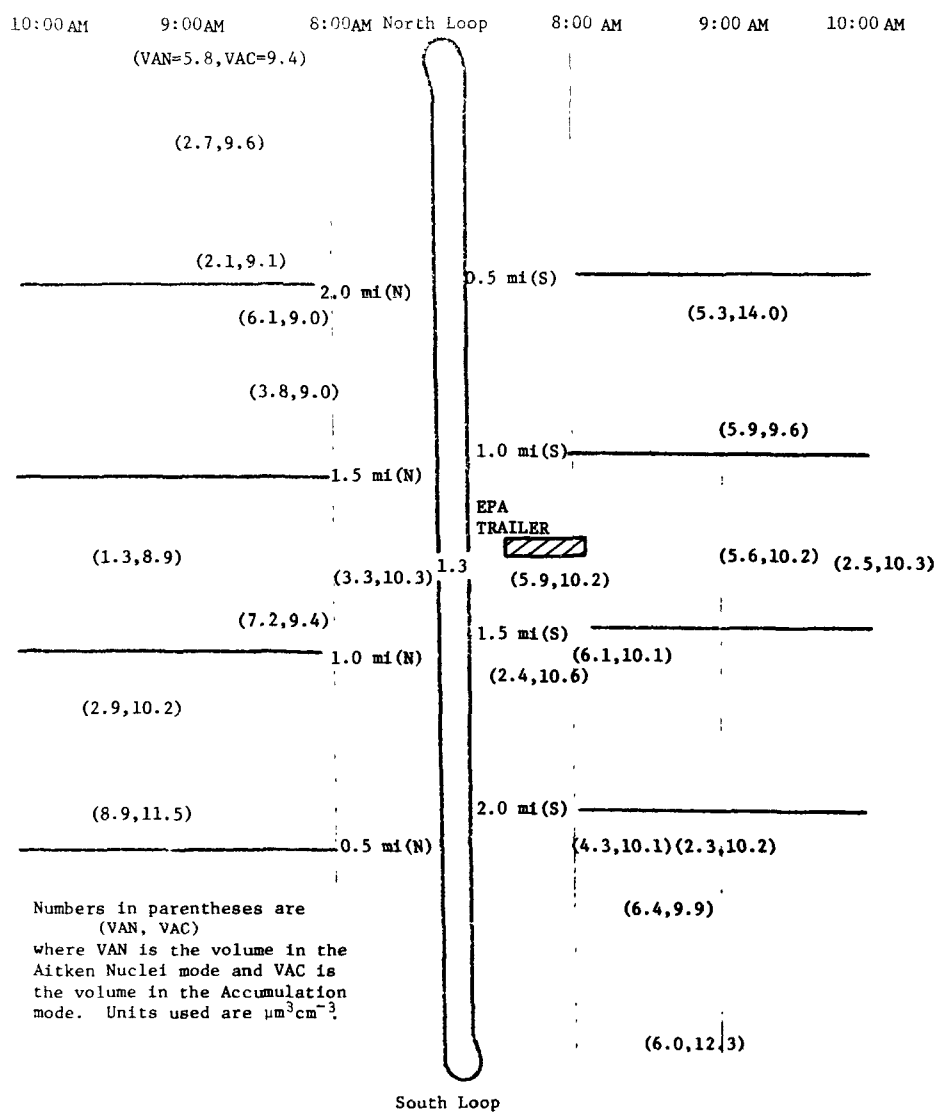 10:00 AM 9:00AM 8:00AM North Loop 8:00 AM 9:00 AM 10:00 AM
(VAN=5.8,VAC=9.4)
(2.7,9.6)
(2.1,9.1)
2.0 mi(N)
0.5 mi(S)
(6.1,9.0)
(5.3,14.0)
(3.8,9.0)
(5.9,9.6)
1.0 mi(S)
1.5 mi(N)
EPA
TRAILER
(1.3,8.9)
(3.3,10.3)
1.3
(5.9,10.2)
(5.6,10.2)
(2.5,10.3)
(7.2,9.4)
1.5 mi(S)
1.0 mi(N)
(6.1,10.1)
(2.4,10.6)
(2.9,10.2)
(8.9,11.5)
2.0 mi(S)
0.5 mi(N)
(4.3,10.1)(2.3,10.2)
(6.4,9.9)
Numbers in parentheses are
(VAN, VAC)
where VAN is the volume in the
Aitken Nuclei mode and VAC is
the volume in the Accumulation
mode. Units used are μm³cm⁻³.
(6.0,12.3)
South Loop